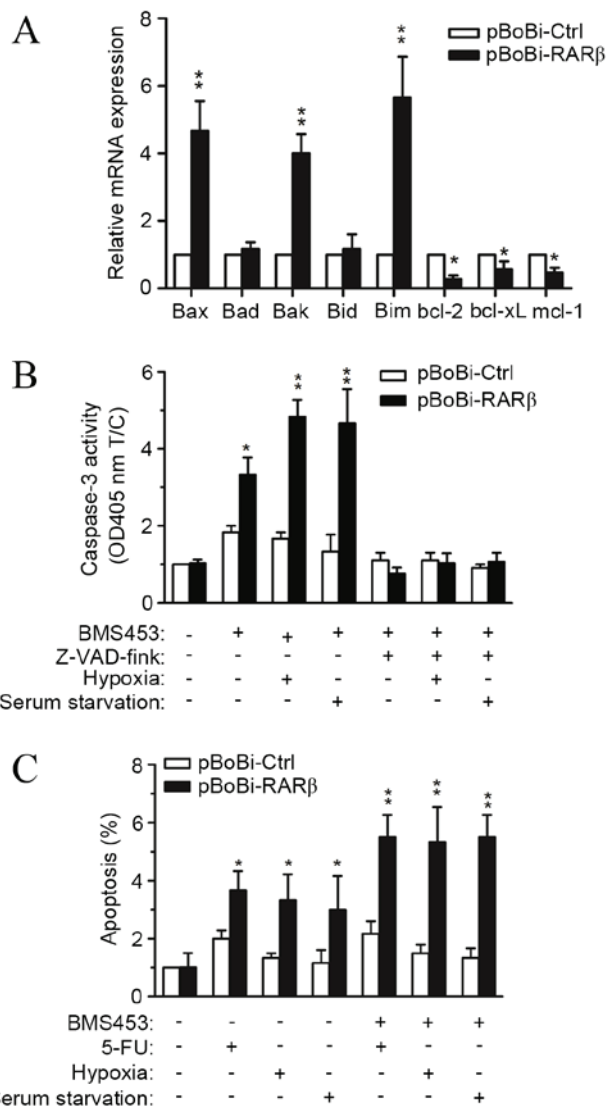 A
pBoBi-Ctrl
pBoBi-RARβ
Relative mRNA expression
8
6
4
2
0
** ** ** * * *
Bax Bad Bak Bid Bim bcl-2 bcl-xL mcl-1
B
pBoBi-Ctrl
pBoBi-RARβ
Caspase-3 activity
(OD405 nm T/C)
6
4
2
0
* ** **
BMS453: - + + + + + +
Z-VAD-fink: - - - - + + +
Hypoxia: - - + - - + -
Serum starvation: - - - + - - +
C
pBoBi-Ctrl
pBoBi-RARβ
Apoptosis (%)
8
6
4
2
0
* * * ** ** **
BMS453: - - - - + + +
5-FU: - + - - + - -
Hypoxia: - - + - - + -
Serum starvation: - - - + - - +